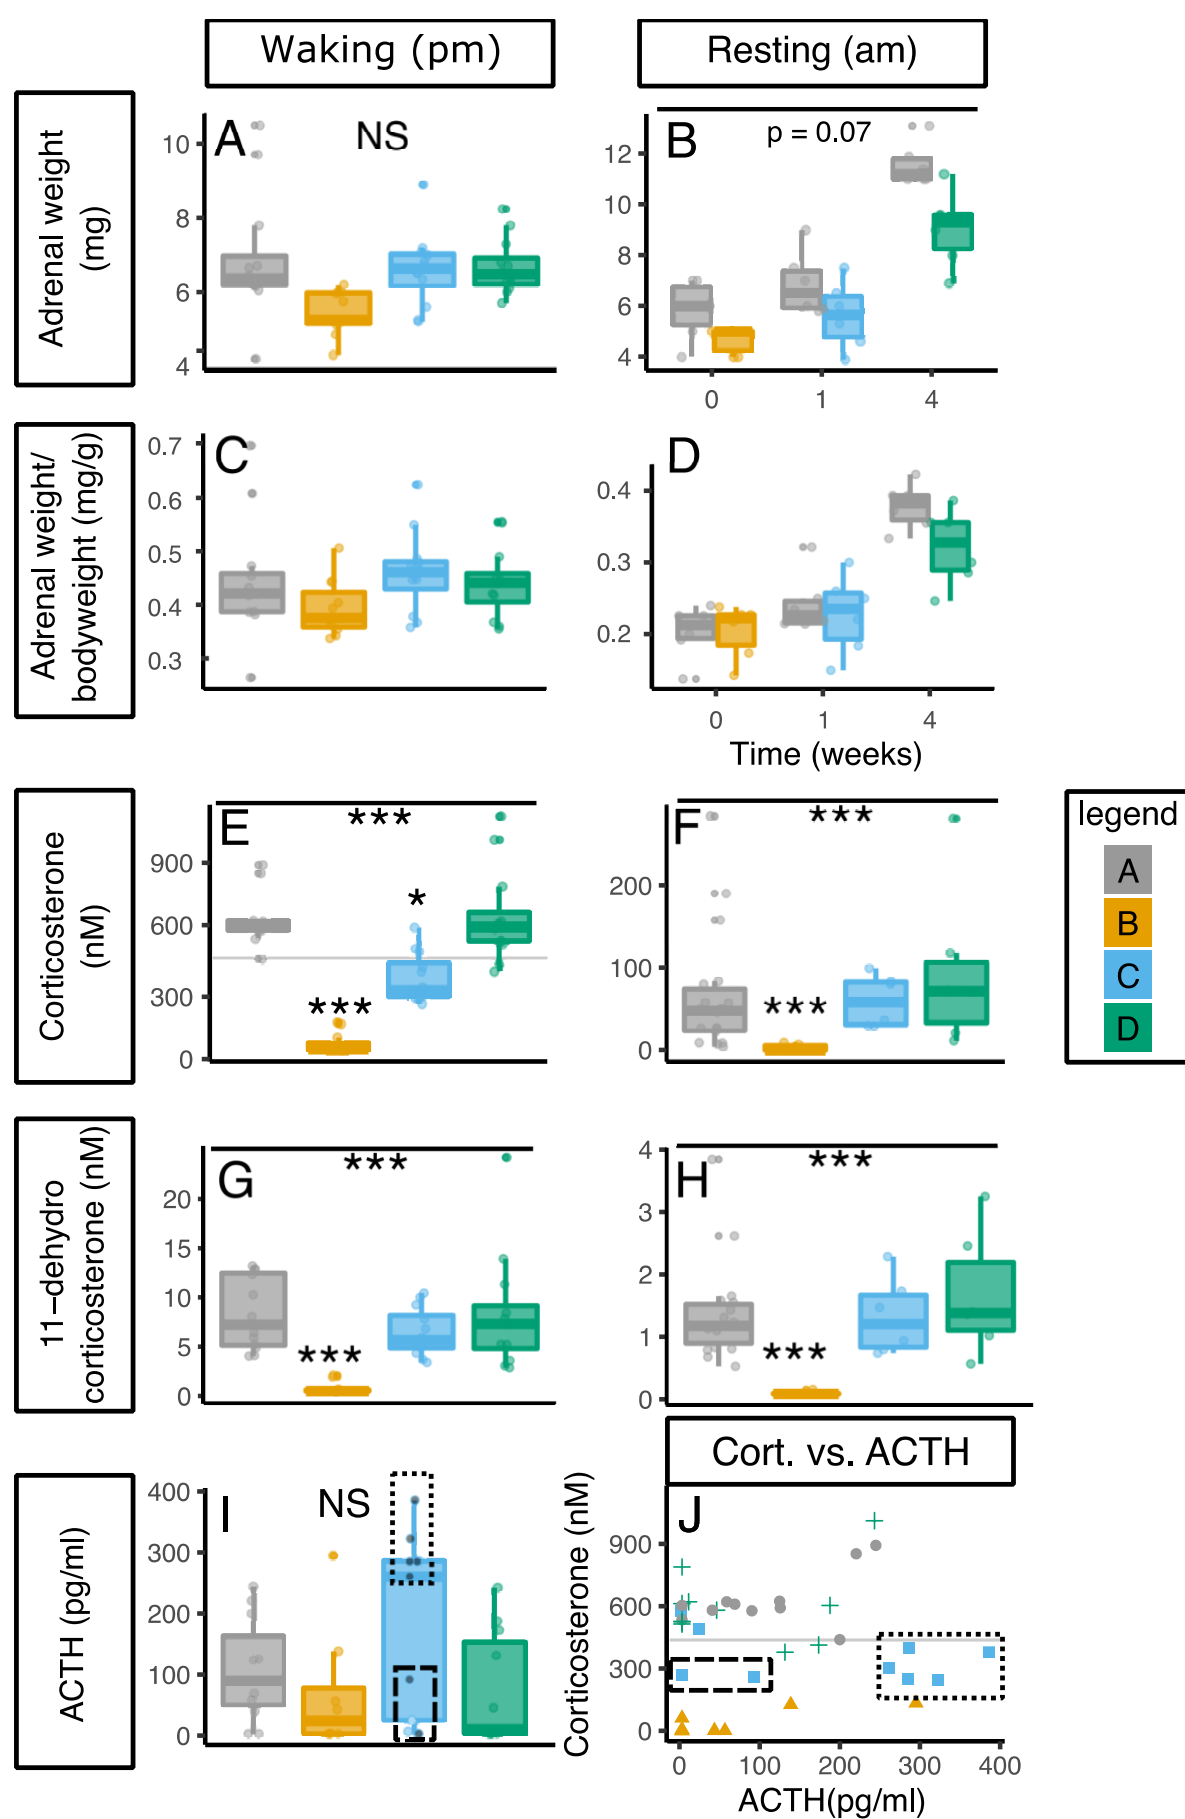 Waking (pm)
Resting (am)
Adrenal weight
(mg)
A
NS
10
8
6
4
B
p = 0.07
12
10
8
6
4
0
1
4
Adrenal weight/
bodyweight (mg/g)
C
0.7
0.6
0.5
0.4
0.3
D
0.4
0.3
0.2
0
1
4
Time (weeks)
Corticosterone
(nM)
E
***
900
600
300
0
***
*
F
***
200
100
0
***
legend
A
B
C
D
11−dehydro
corticosterone (nM)
G
***
20
15
10
5
0
***
H
***
4
3
2
1
0
***
Cort. vs. ACTH
ACTH (pg/ml)
I
NS
400
300
200
100
0
Corticosterone (nM)
J
900
600
300
0
0
100
200
300
400
ACTH(pg/ml)